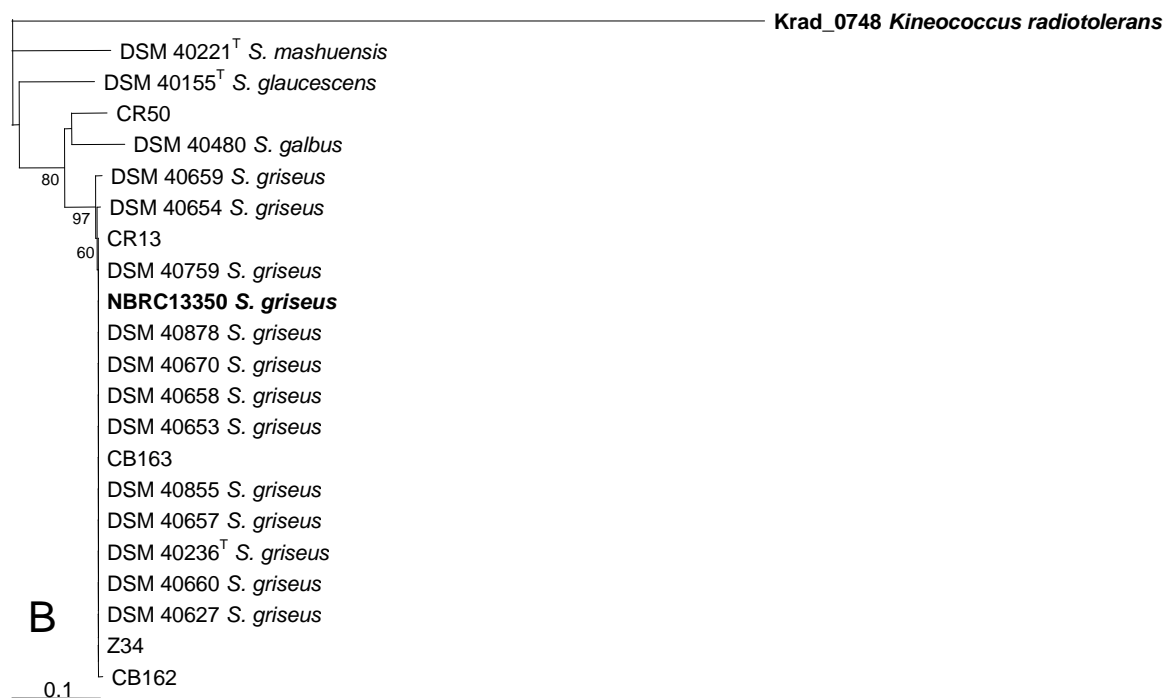 Krad_0748 Kineococcus radiotolerans
DSM 40221T S. mashuensis
DSM 40155T S. glaucescens
CR50
DSM 40480 S. galbus
80
DSM 40659 S. griseus
DSM 40654 S. griseus
97
CR13
60
DSM 40759 S. griseus
NBRC13350 S. griseus
DSM 40878 S. griseus
DSM 40670 S. griseus
DSM 40658 S. griseus
DSM 40653 S. griseus
CB163
DSM 40855 S. griseus
DSM 40657 S. griseus
DSM 40236T S. griseus
DSM 40660 S. griseus
B
DSM 40627 S. griseus
Z34
CB162
0.1